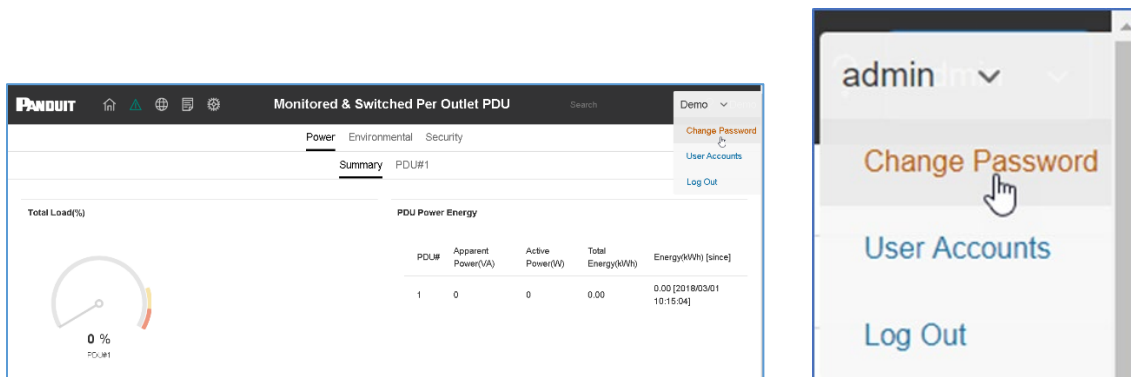 PANDUIT Monitored & Switched Per Outlet PDU Search Demo
Power Environmental Security
Change Password
User Accounts
Log Out
Summary PDU#1
Total Load(%)
0 %
PDU#1
PDU Power Energy
PDU# Apparent Power(VA) Active Power(W) Total Energy(kWh) Energy(kWh) [since]
1 0 0 0.00 0.00 [2018/03/01
10:15:04]
admin
Change Password
User Accounts
Log Out